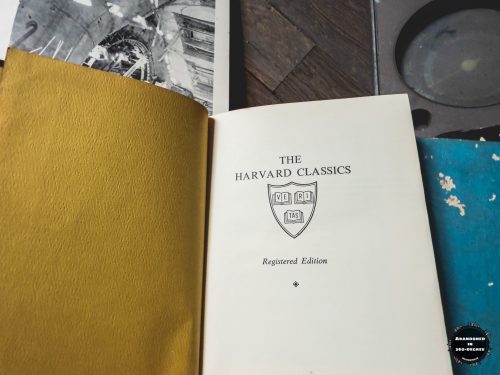 THE
HARVARD CLASSICS
VE RI
TAS
Registered Edition
ABANDONED
IN
360-DEGREE